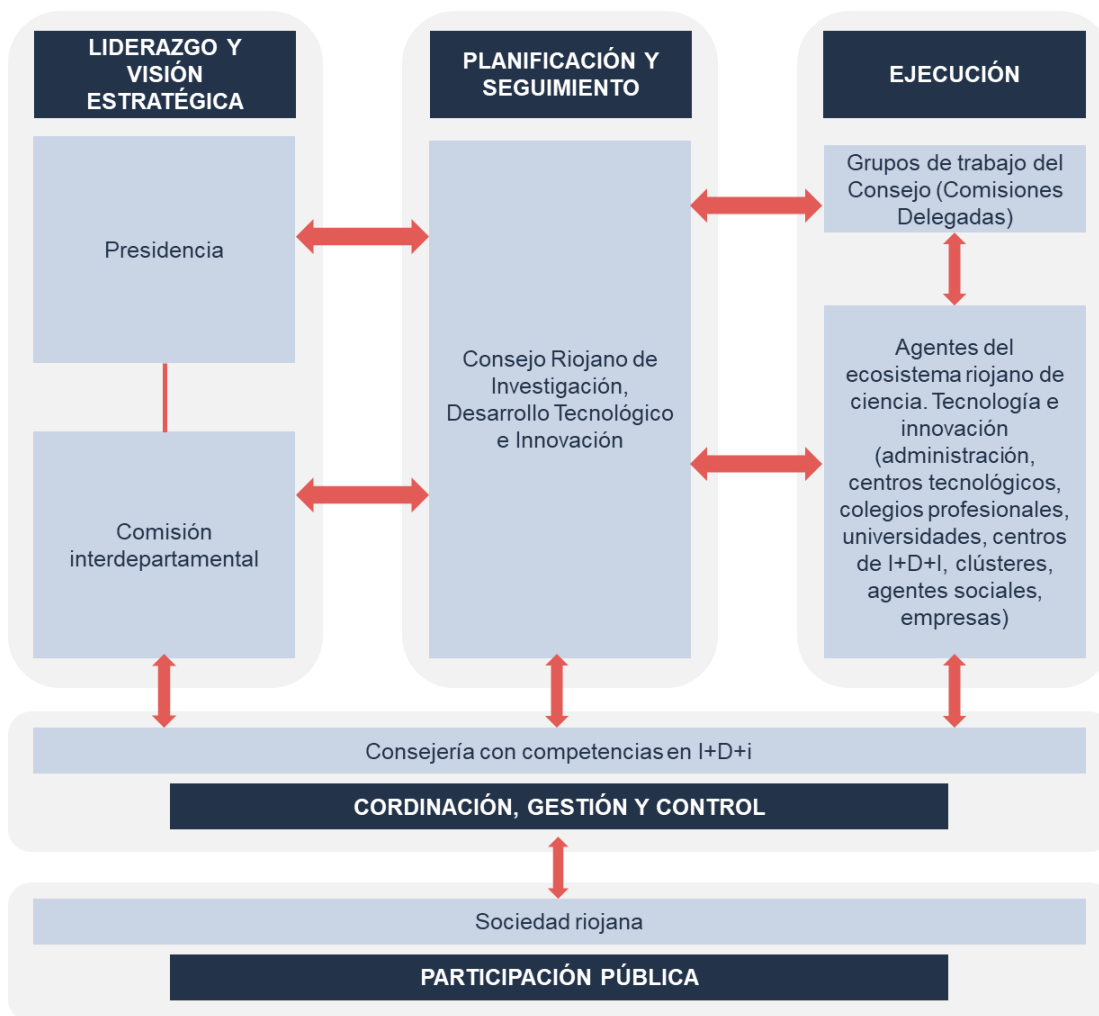 LIDERAZGO Y
VISIÓN
ESTRATÉGICA
Presidencia
Comisión
interdepartamental
PLANIFICACIÓN Y
SEGUIMIENTO
Consejo Riojano de
Investigación,
Desarrollo Tecnológico
e Innovación
EJECUCIÓN
Grupos de trabajo del
Consejo (Comisiones
Delegadas)
Agentes del
ecosistema riojano de
ciencia. Tecnología e
innovación
(administración,
centros tecnológicos,
colegios profesionales,
universidades, centros
de I+D+I, clústeres,
agentes sociales,
empresas)
Consejería con competencias en I+D+i
CORDINACIÓN, GESTIÓN Y CONTROL
Sociedad riojana
PARTICIPACIÓN PÚBLICA